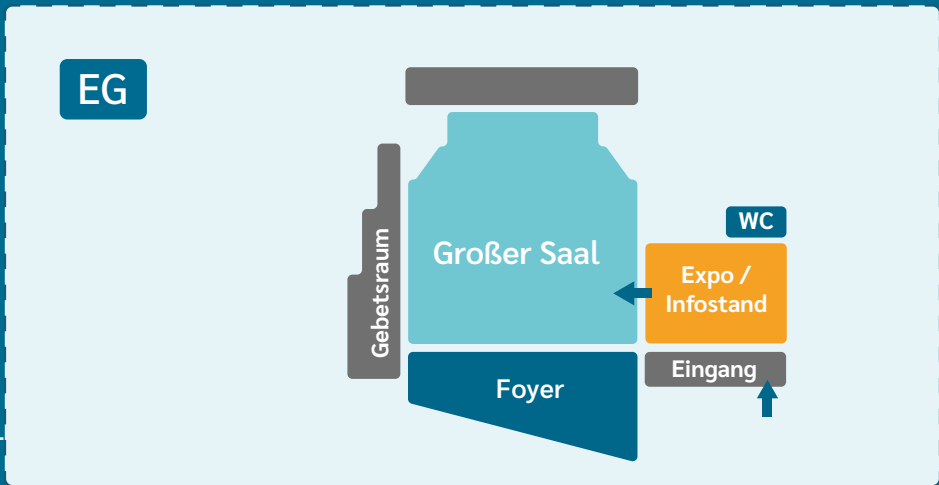 EG
WC
Großer Saal
Expo /
Infostand
Gebetsraum
Eingang
Foyer